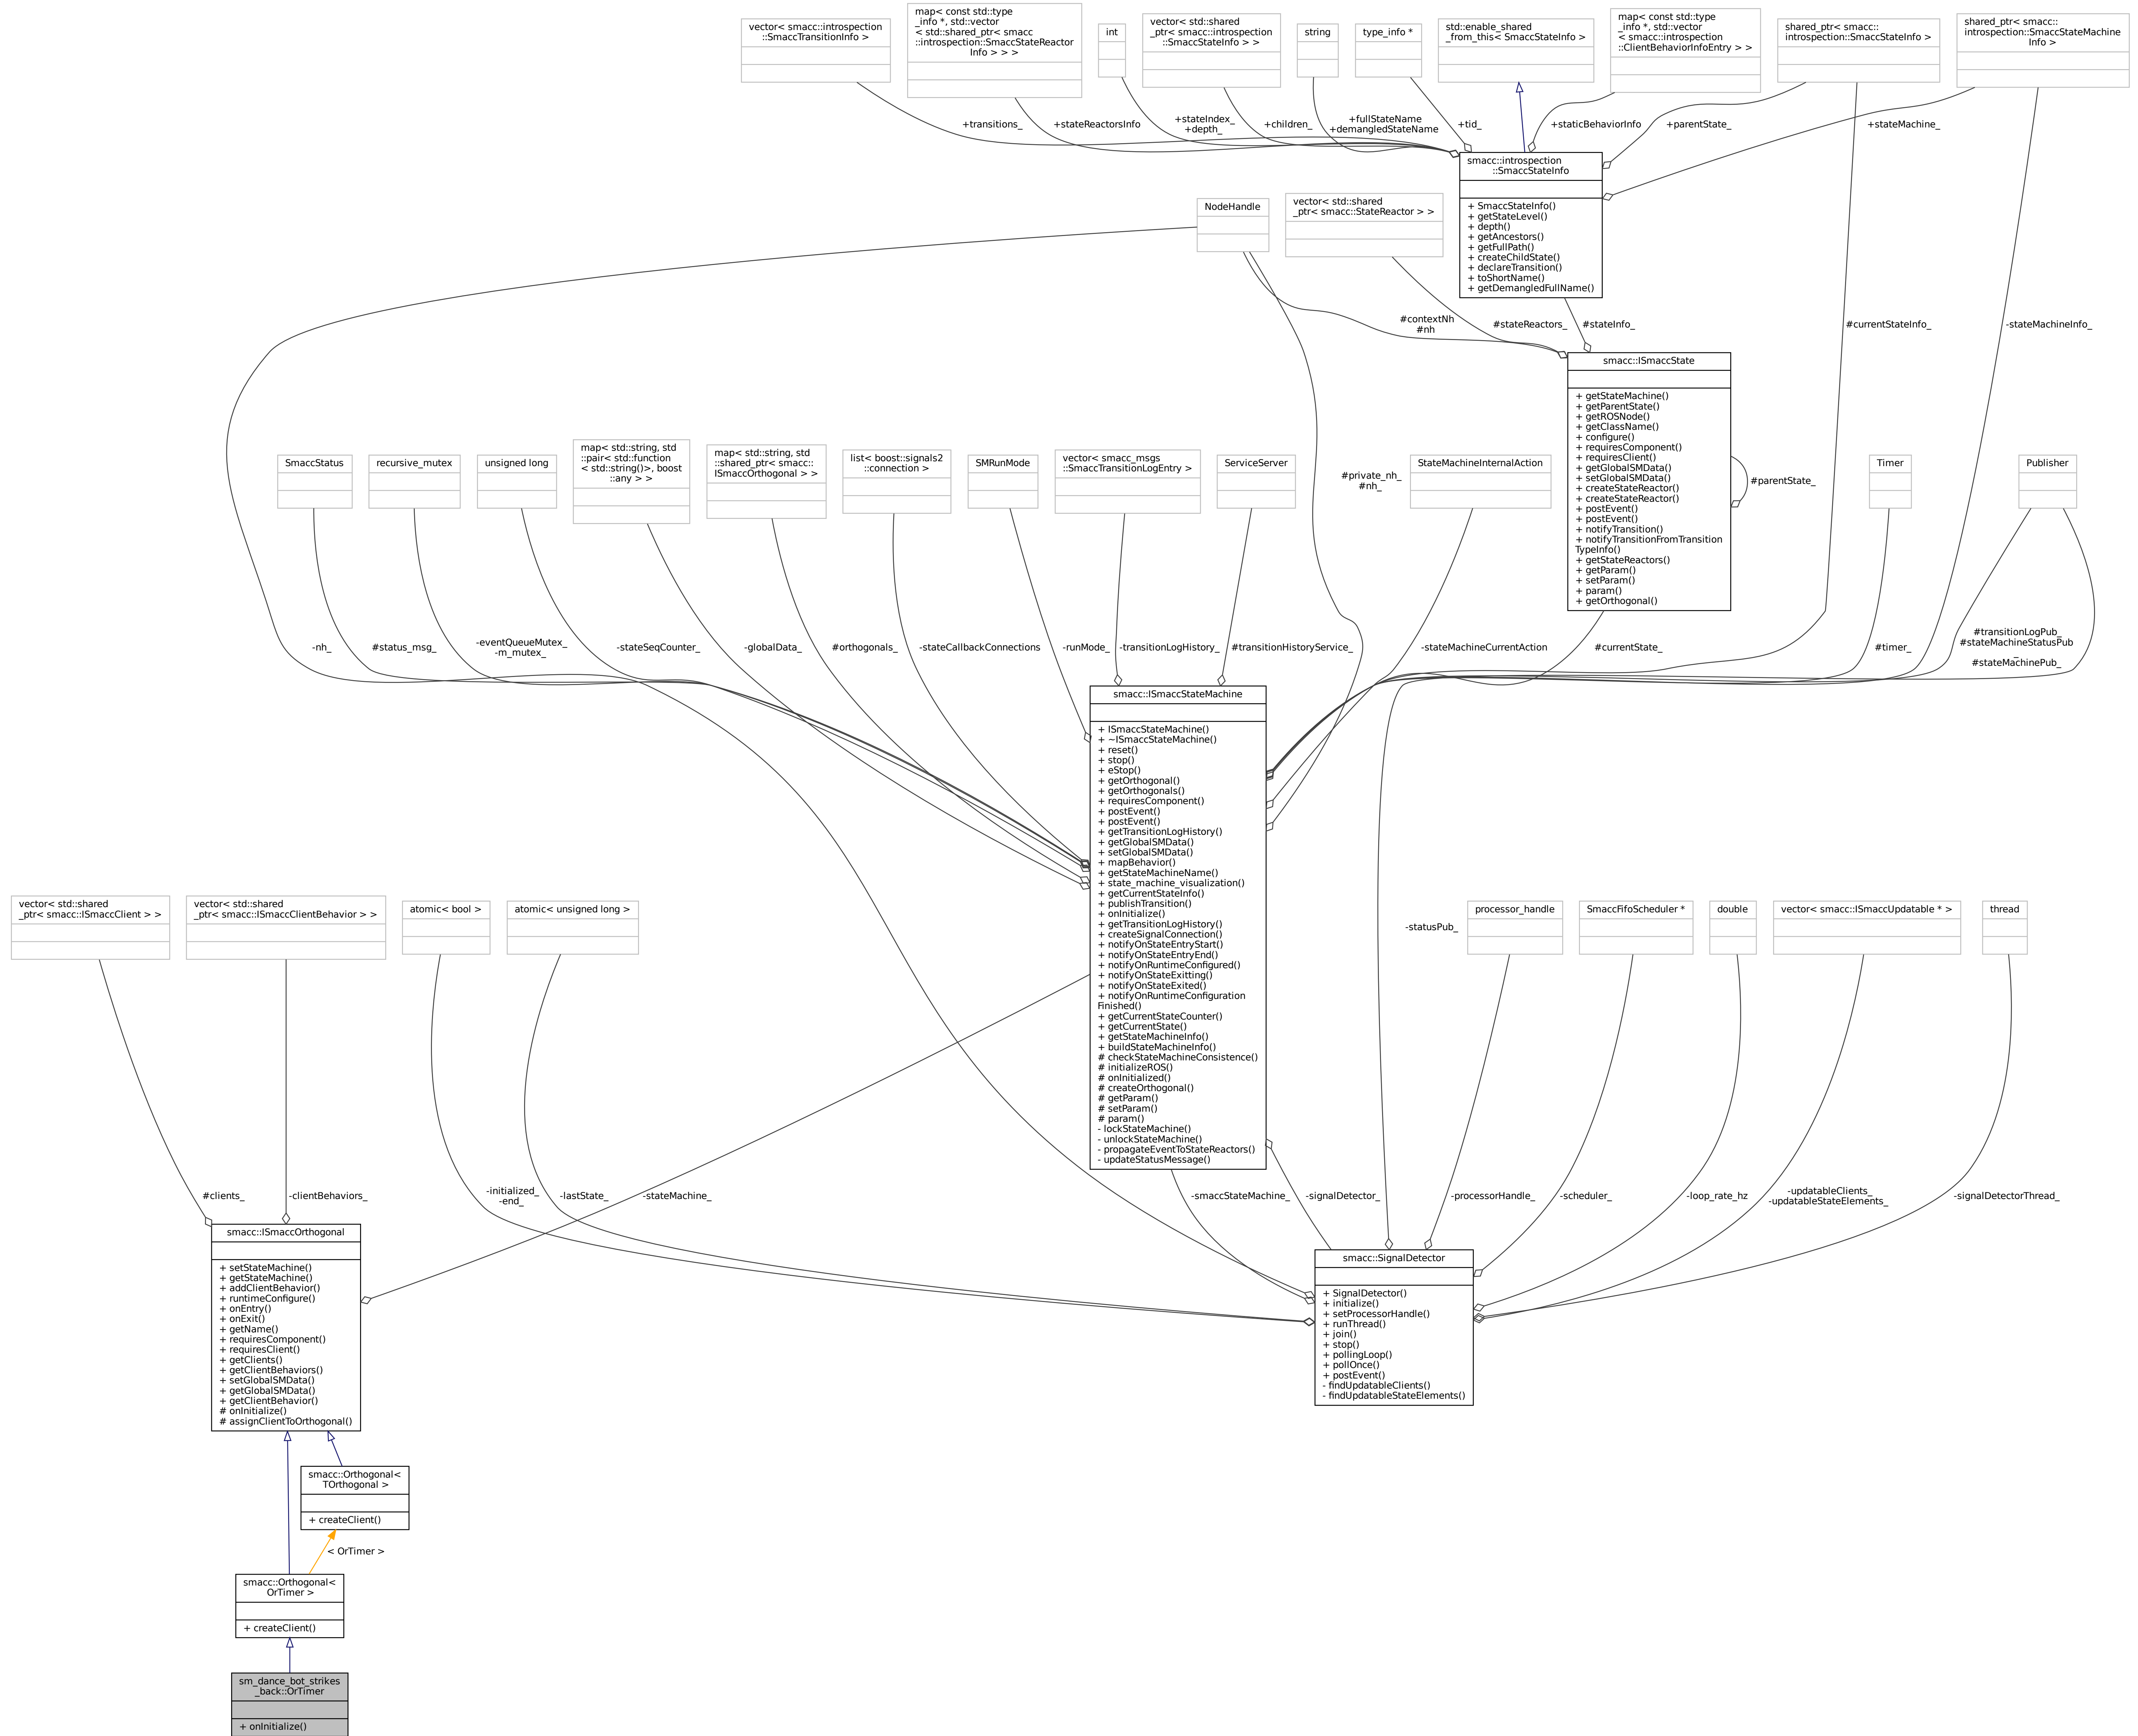 vector< smacc::introspection
::SmaccTransitionInfo >
map< const std::type
_info *, std::vector
< std::shared_ptr< smacc
::introspection::SmaccStateReactor
Info > > >
int
vector< std::shared
_ptr< smacc::introspection
::SmaccStateInfo > >
string
type_info *
std::enable_shared
_from_this< SmaccStateInfo >
map< const std::type
_info *, std::vector
< smacc::introspection
::ClientBehaviorInfoEntry > >
shared_ptr< smacc::
introspection::SmaccStateInfo >
shared_ptr< smacc::
introspection::SmaccStateMachine
Info >
+transitions_
+stateReactorsInfo
+stateIndex_
+depth_
+children_
+fullStateName
+demangledStateName
+tid_
+staticBehaviorInfo
+parentState_
+stateMachine_
smacc::introspection
::SmaccStateInfo
+ SmaccStateInfo()
+ getStateLevel()
+ depth()
+ getAncestors()
+ getFullPath()
+ createChildState()
+ declareTransition()
+ toShortName()
+ getDemangledFullName()
NodeHandle
vector< std::shared
_ptr< smacc::StateReactor > >
#contextNh
#nh
#stateReactors_
#stateInfo_
#currentStateInfo_
-stateMachineInfo_
smacc::ISmaccState
+ getStateMachine()
+ getParentState()
+ getROSNode()
+ getClassName()
+ configure()
+ requiresComponent()
+ requiresClient()
+ getGlobalSMData()
+ setGlobalSMData()
+ createStateReactor()
+ createStateReactor()
+ postEvent()
+ postEvent()
+ notifyTransition()
+ notifyTransitionFromTransition
TypeInfo()
+ getStateReactors()
+ getParam()
+ setParam()
+ param()
+ getOrthogonal()
#parentState_
SmaccStatus
recursive_mutex
unsigned long
map< std::string, std
::pair< std::function
< std::string()>, boost
::any > >
map< std::string, std
::shared_ptr< smacc::
ISmaccOrthogonal > >
list< boost::signals2
::connection >
SMRunMode
vector< smacc_msgs
::SmaccTransitionLogEntry >
ServiceServer
#private_nh_
#nh_
StateMachineInternalAction
Timer
Publisher
-nh_
#status_msg_
-eventQueueMutex_
-m_mutex_
-stateSeqCounter_
-globalData_
#orthogonals_
-stateCallbackConnections
-runMode_
-transitionLogHistory_
#transitionHistoryService_
-stateMachineCurrentAction
#currentState_
#timer_
#transitionLogPub_
#stateMachineStatusPub
_
#stateMachinePub_
smacc::ISmaccStateMachine
+ ISmaccStateMachine()
+ ~ISmaccStateMachine()
+ reset()
+ stop()
+ eStop()
+ getOrthogonal()
+ getOrthogonals()
+ requiresComponent()
+ postEvent()
+ postEvent()
+ getTransitionLogHistory()
+ getGlobalSMData()
+ setGlobalSMData()
+ mapBehavior()
+ getStateMachineName()
+ state_machine_visualization()
+ getCurrentStateInfo()
+ publishTransition()
+ onInitialize()
+ getTransitionLogHistory()
+ createSignalConnection()
+ notifyOnStateEntryStart()
+ notifyOnStateEntryEnd()
+ notifyOnRuntimeConfigured()
+ notifyOnStateExitting()
+ notifyOnStateExited()
+ notifyOnRuntimeConfiguration
Finished()
+ getCurrentStateCounter()
+ getCurrentState()
+ getStateMachineInfo()
+ buildStateMachineInfo()
# checkStateMachineConsistence()
# initializeROS()
# onInitialized()
# createOrthogonal()
# getParam()
# setParam()
# param()
- lockStateMachine()
- unlockStateMachine()
- propagateEventToStateReactors()
- updateStatusMessage()
vector< std::shared
_ptr< smacc::ISmaccClient > >
vector< std::shared
_ptr< smacc::ISmaccClientBehavior > >
atomic< bool >
atomic< unsigned long >
-statusPub_
processor_handle
SmaccFifoScheduler *
double
vector< smacc::ISmaccUpdatable * >
thread
#clients_
-clientBehaviors_
-initialized_
-end_
-lastState_
-stateMachine_
-smaccStateMachine_
-signalDetector_
-processorHandle_
-scheduler_
-loop_rate_hz
-updatableClients_
-updatableStateElements_
-signalDetectorThread_
smacc::ISmaccOrthogonal
+ setStateMachine()
+ getStateMachine()
+ addClientBehavior()
+ runtimeConfigure()
+ onEntry()
+ onExit()
+ getName()
+ requiresComponent()
+ requiresClient()
+ getClients()
+ getClientBehaviors()
+ setGlobalSMData()
+ getGlobalSMData()
+ getClientBehavior()
# onInitialize()
# assignClientToOrthogonal()
smacc::SignalDetector
+ SignalDetector()
+ initialize()
+ setProcessorHandle()
+ runThread()
+ join()
+ stop()
+ pollingLoop()
+ pollOnce()
+ postEvent()
- findUpdatableClients()
- findUpdatableStateElements()
smacc::Orthogonal<
TOrthogonal >
+ createClient()
< OrTimer >
smacc::Orthogonal<
OrTimer >
+ createClient()
sm_dance_bot_strikes
_back::OrTimer
+ onInitialize()